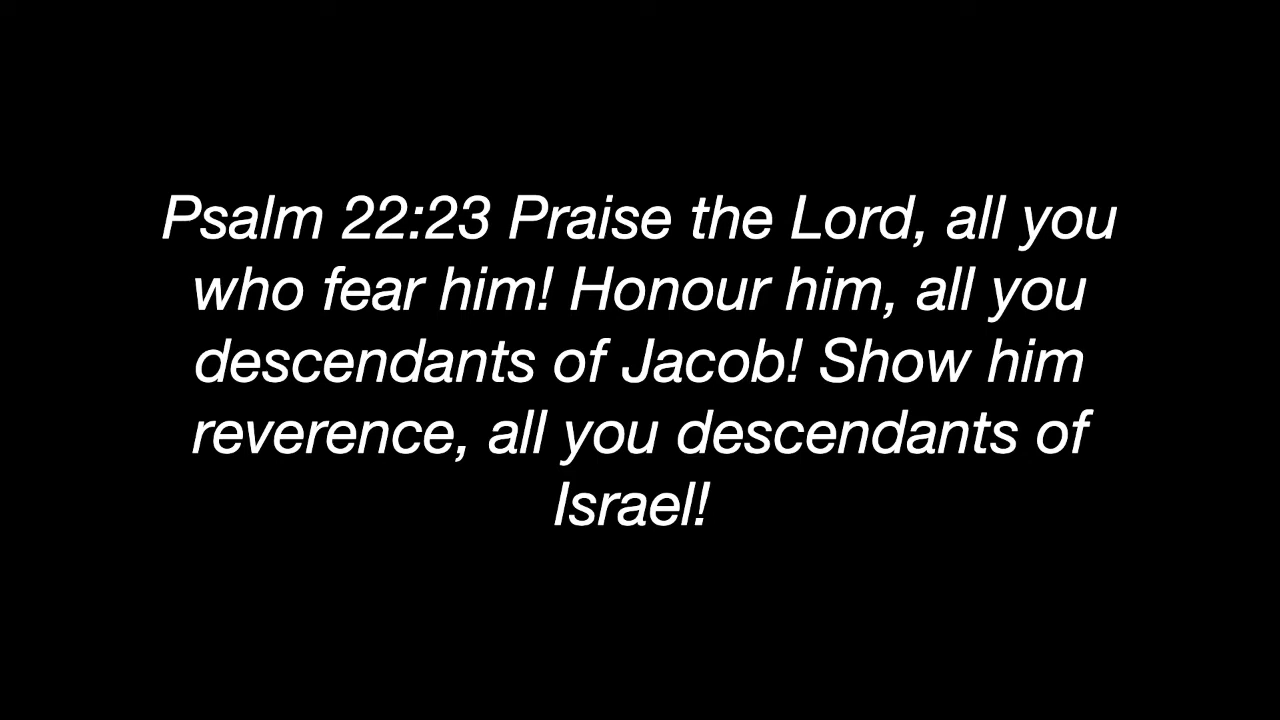 Psalm 22:23 Praise the Lord, all you
who fear him! Honour him, all you
descendants of Jacob! Show him
reverence, all you descendants of
Israel!